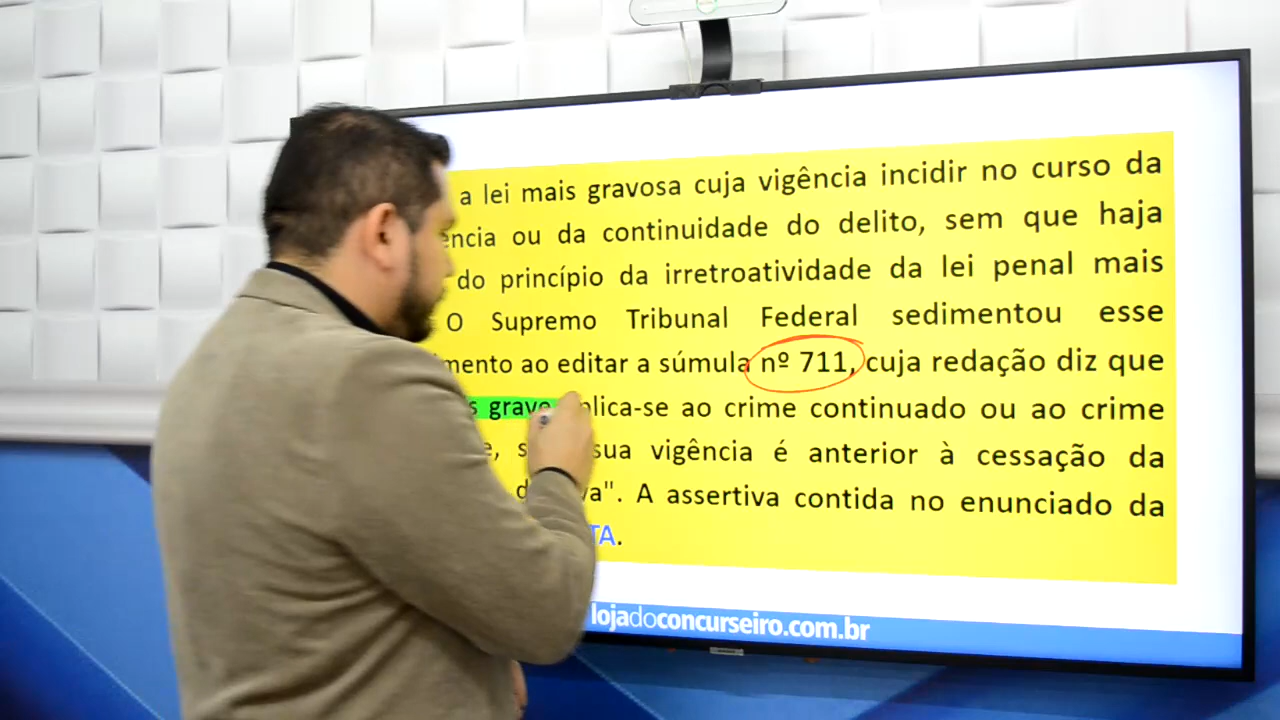 a lei mais gravosa cuja vigência incidir no curso da
ência ou da continuidade do delito, sem que haja
do princípio da irretroatividade da lei penal mais
O Supremo Tribunal Federal sedimentou esse
mento ao editar a súmula nº 711, cuja redação diz que
s grave plica-se ao crime continuado ou ao crime
e, s sua vigência é anterior à cessação da
va". A assertiva contida no enunciado da
TA.
lojadoconcurseiro.com.br